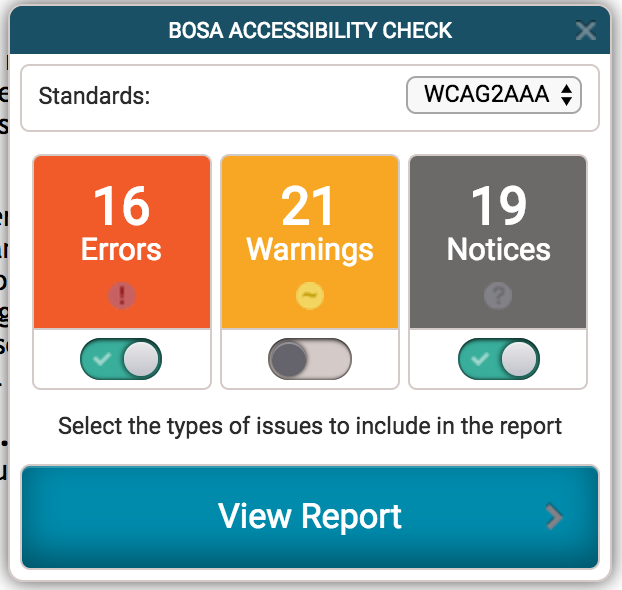 BOSA ACCESSIBILITY CHECK
Standards:
WCAG2AAA
16
Errors
21
Warnings
19
Notices
Select the types of issues to include in the report
View Report